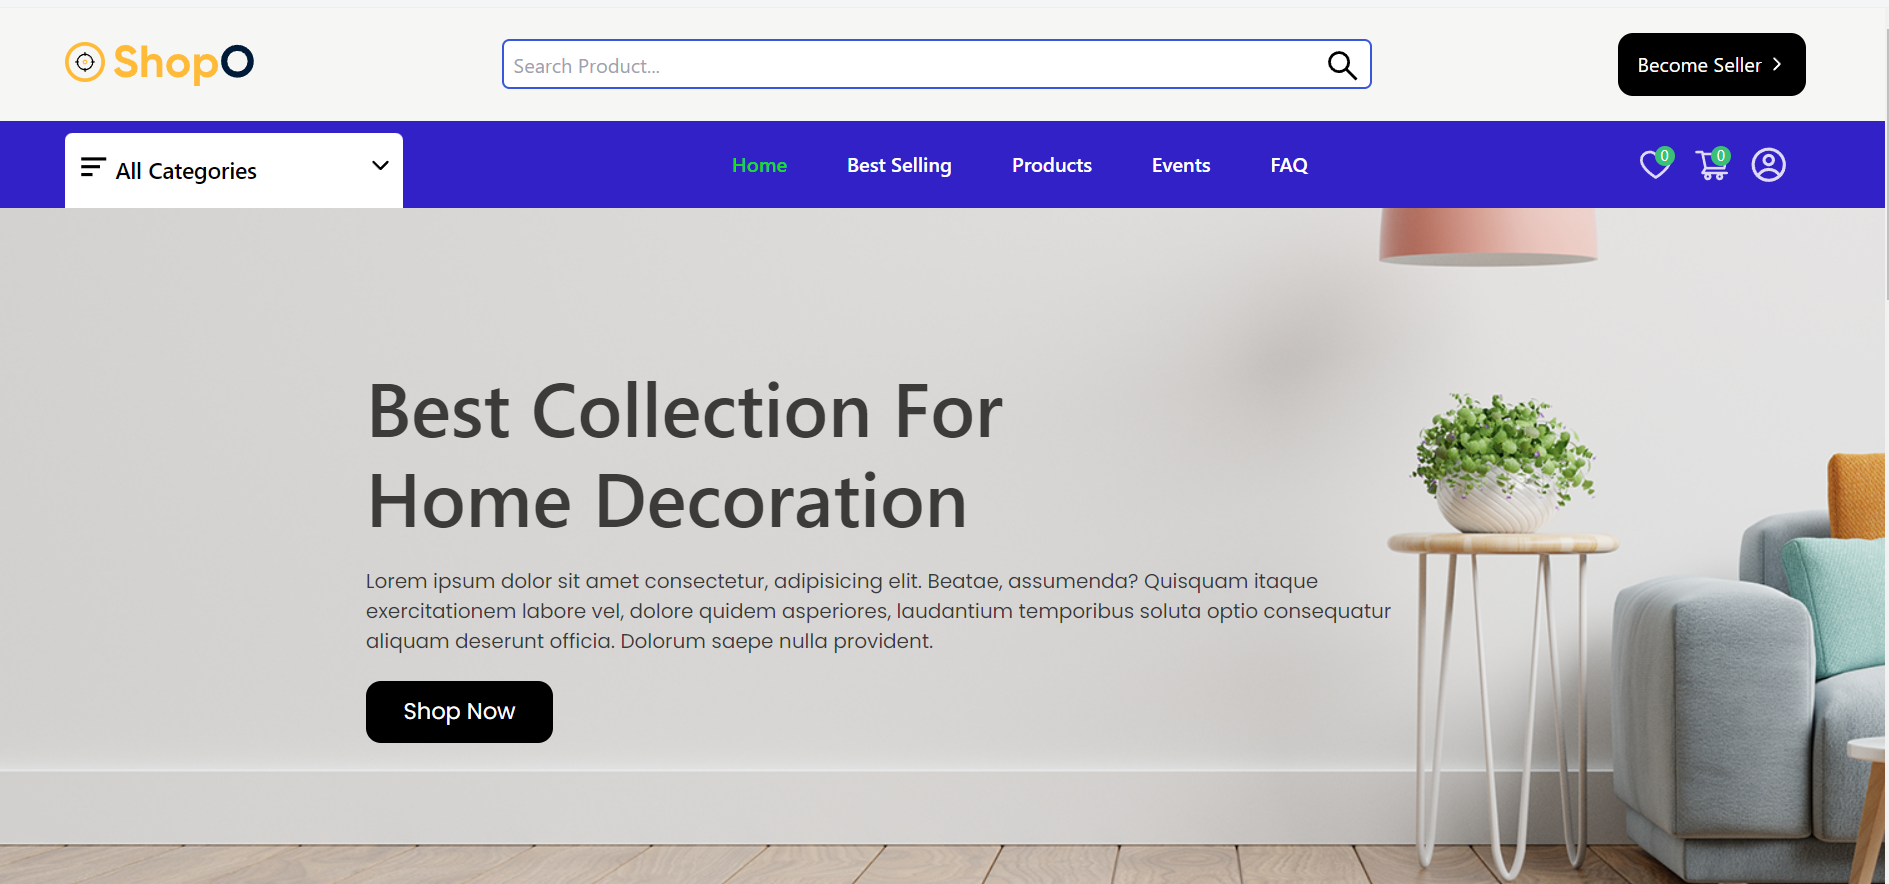 ShopO
Search Product...
Become Seller
All Categories
Home
Best Selling
Products
Events
FAQ
0
0
Best Collection For
Home Decoration
Lorem ipsum dolor sit amet consectetur, adipisicing elit. Beatae, assumenda? Quisquam itaque
exercitationem labore vel, dolore quidem asperiores, laudantium temporibus soluta optio consequatur
aliquam deserunt officia. Dolorum saepe nulla provident.
Shop Now